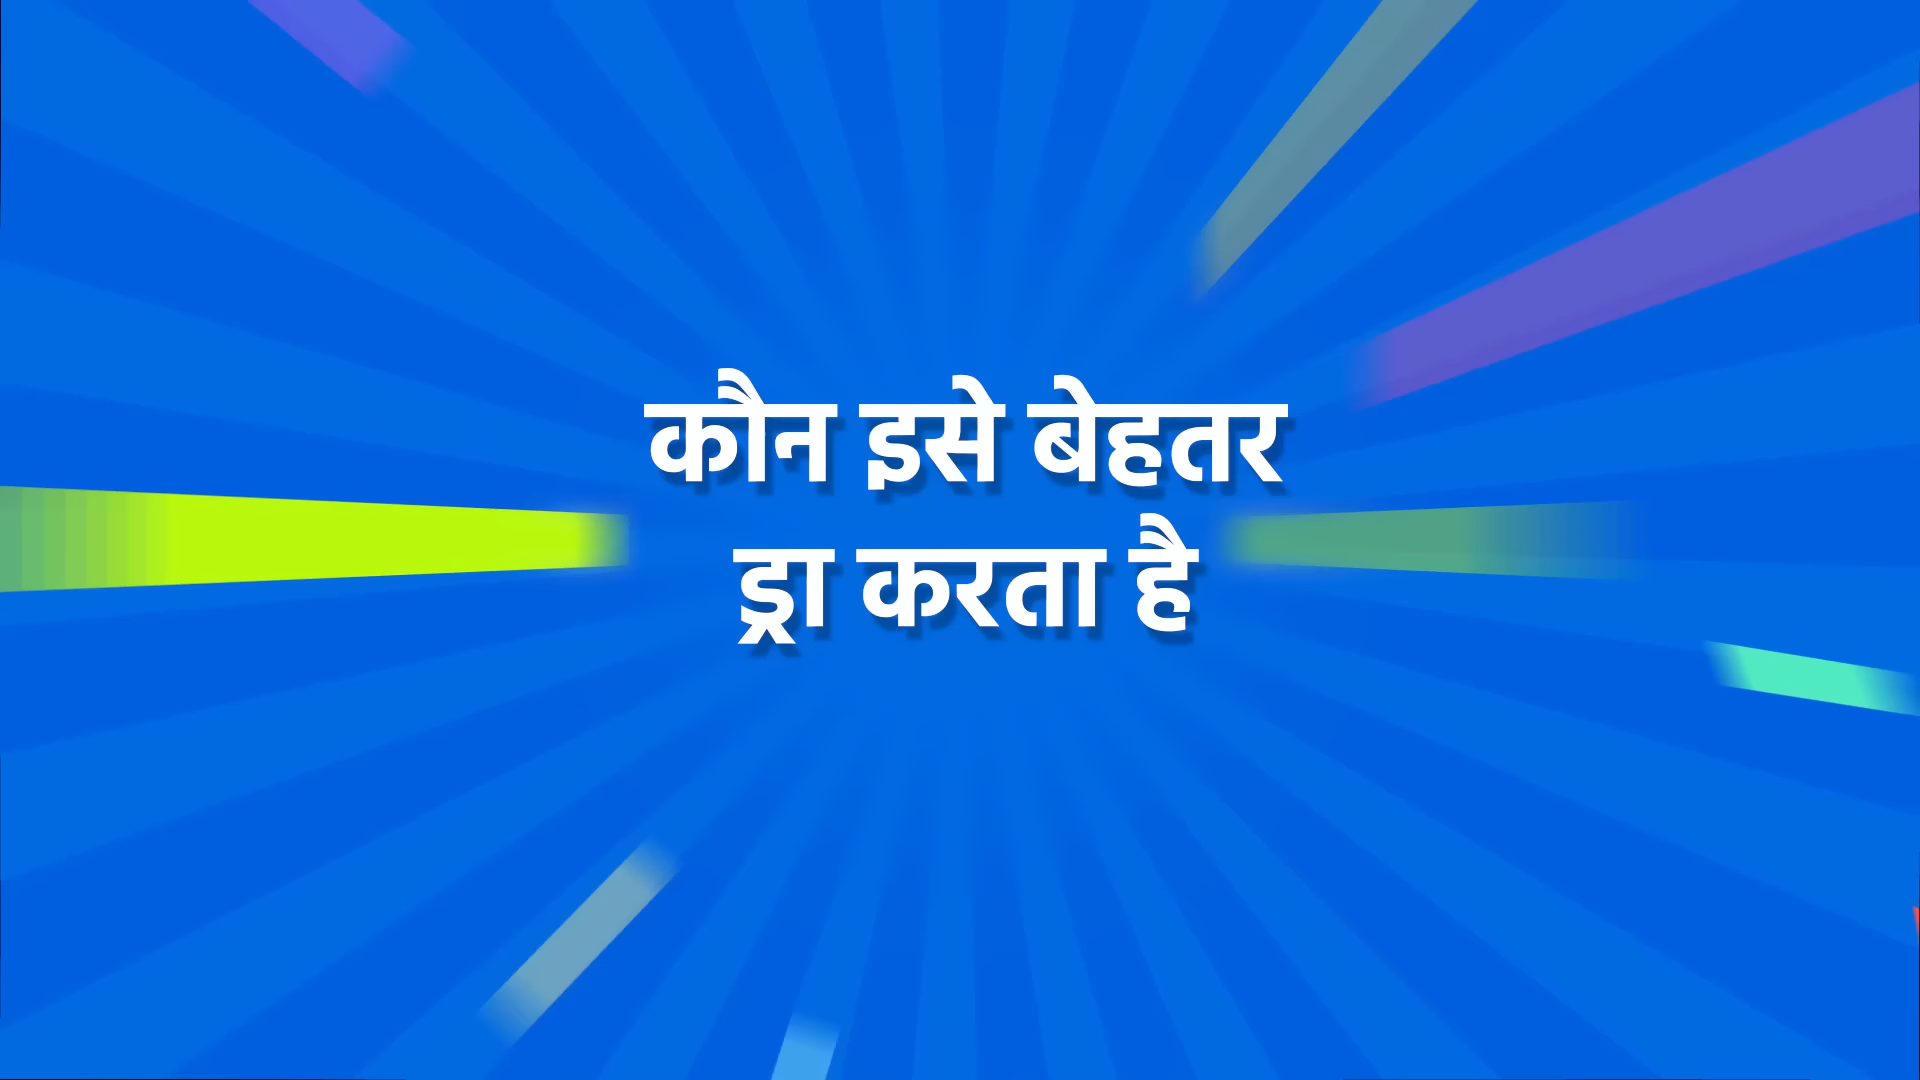 कौन इसे बेहतर
ड्रा करता है